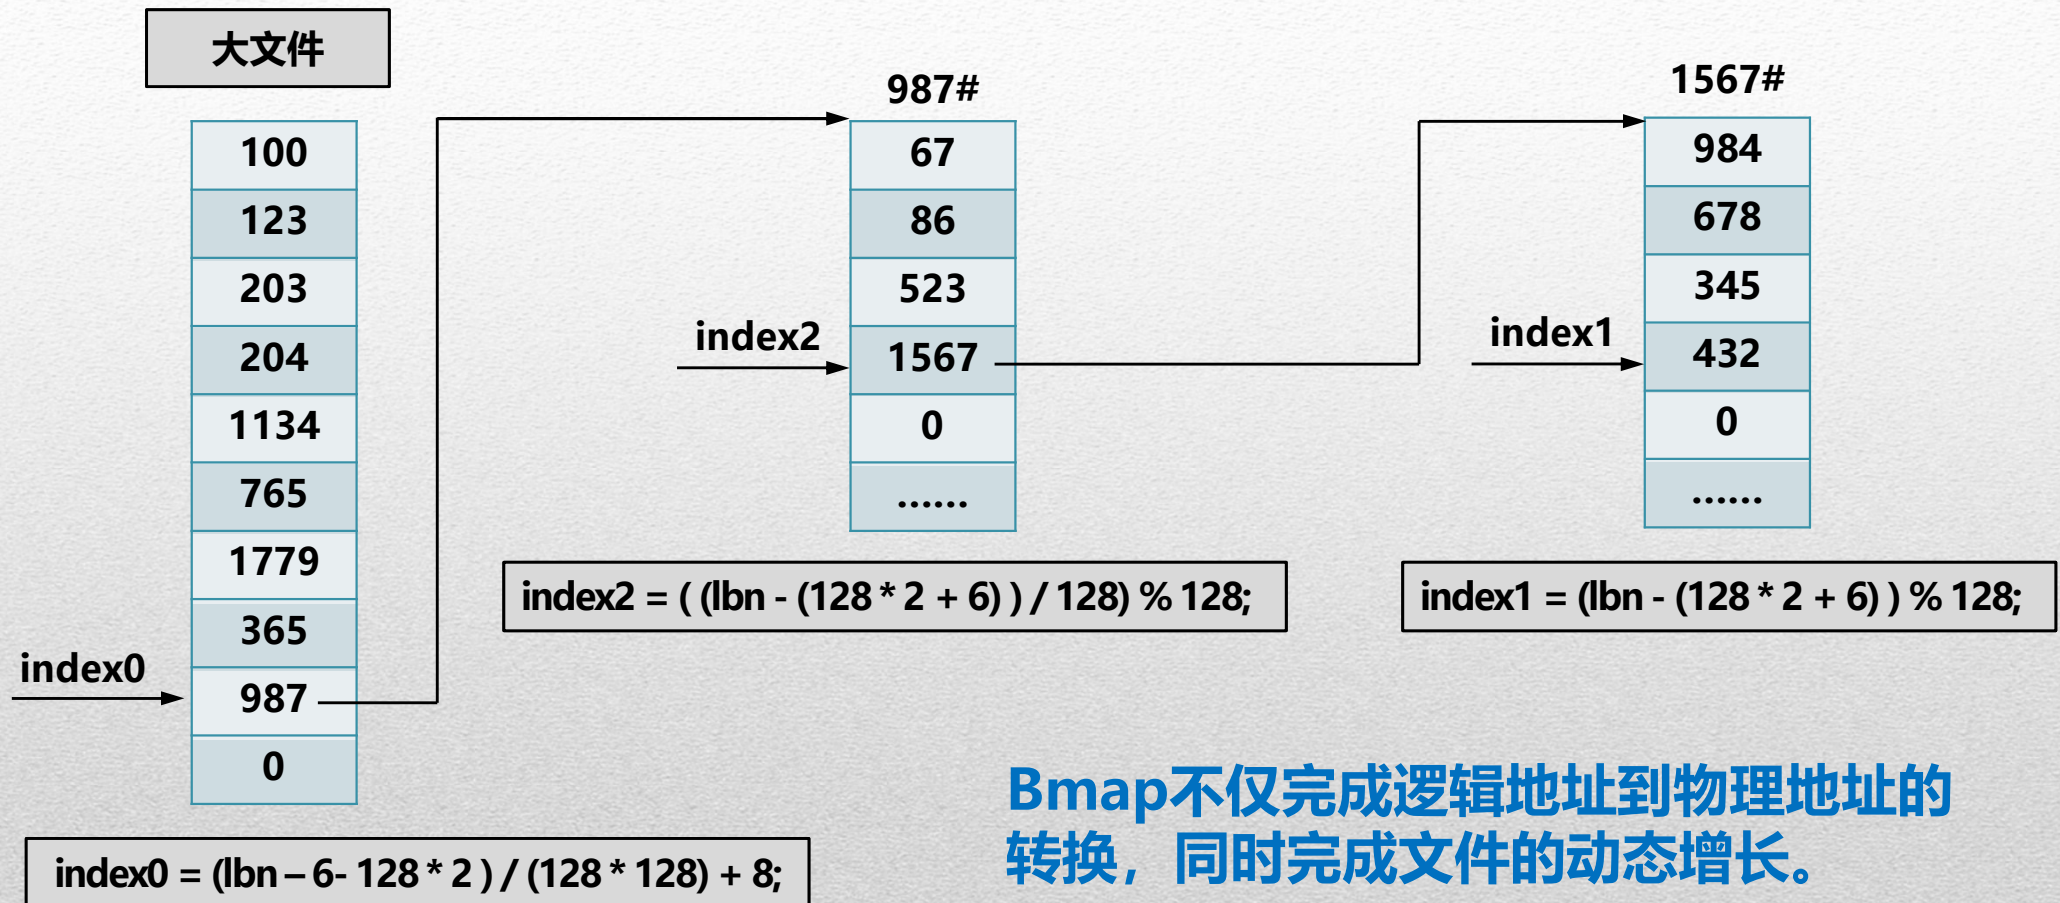 大文件
100
123
203
204
1134
765
1779
365
987
0
index0
index0 = (lbn – 6- 128 * 2 ) / (128 * 128) + 8;
987#
67
86
523
1567
0
......
index2
index2 = ( (lbn - (128 * 2 + 6) ) / 128) % 128;
1567#
984
678
345
432
0
......
index1
index1 = (lbn - (128 * 2 + 6) ) % 128;
Bmap不仅完成逻辑地址到物理地址的
转换，同时完成文件的动态增长。